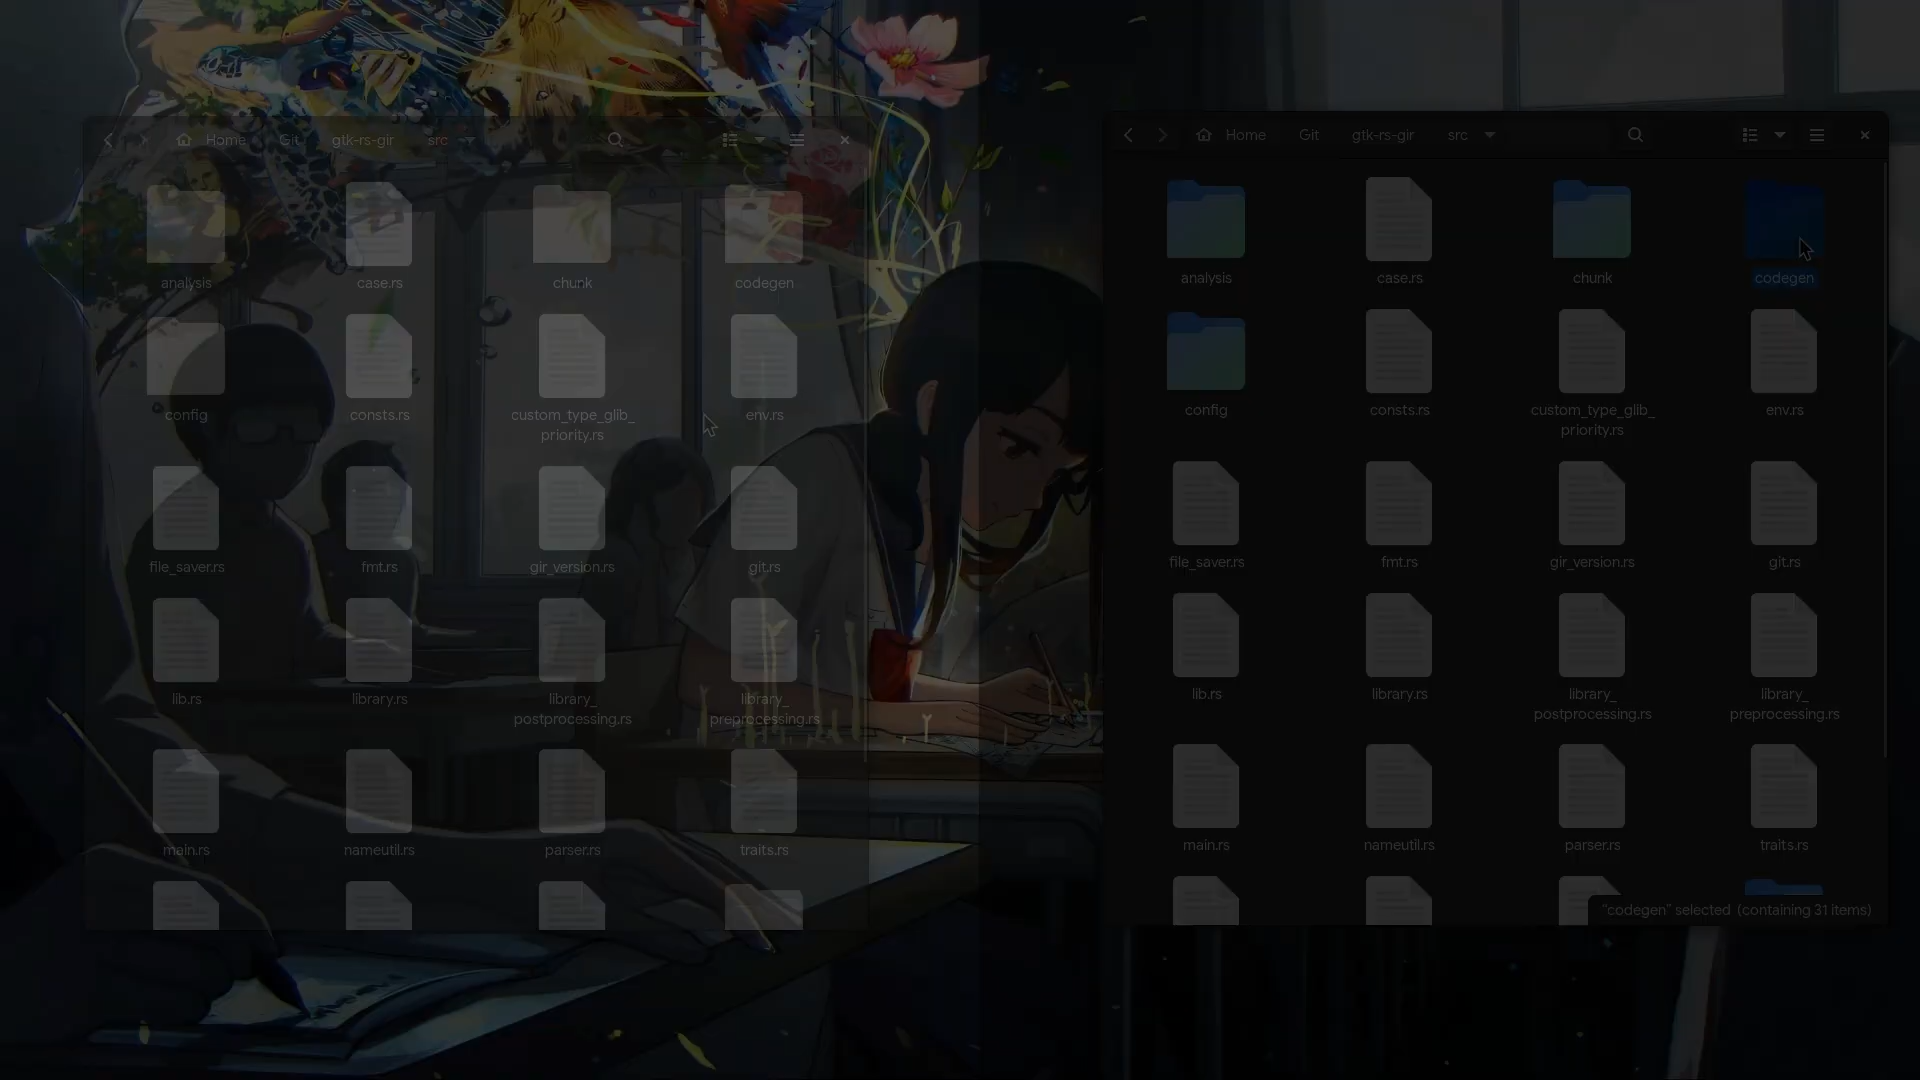 Home Git gtk-rs-gir src
analysis case.rs chunk codegen
config consts.rs custom_type_glib_ env.rs
priority.rs
file_saver.rs fmt.rs gir_version.rs git.rs
lib.rs library.rs library_ library_
postprocessing.rs preprocessing.rs
main.rs nameutil.rs parser.rs traits.rs
Home Git gtk-rs-gir src
analysis case.rs chunk codegen
config consts.rs custom_type_glib_ env.rs
priority.rs
file_saver.rs fmt.rs gir_version.rs git.rs
lib.rs library.rs library_ library_
postprocessing.rs preprocessing.rs
main.rs nameutil.rs parser.rs traits.rs
“codegen” selected (containing 31 items)